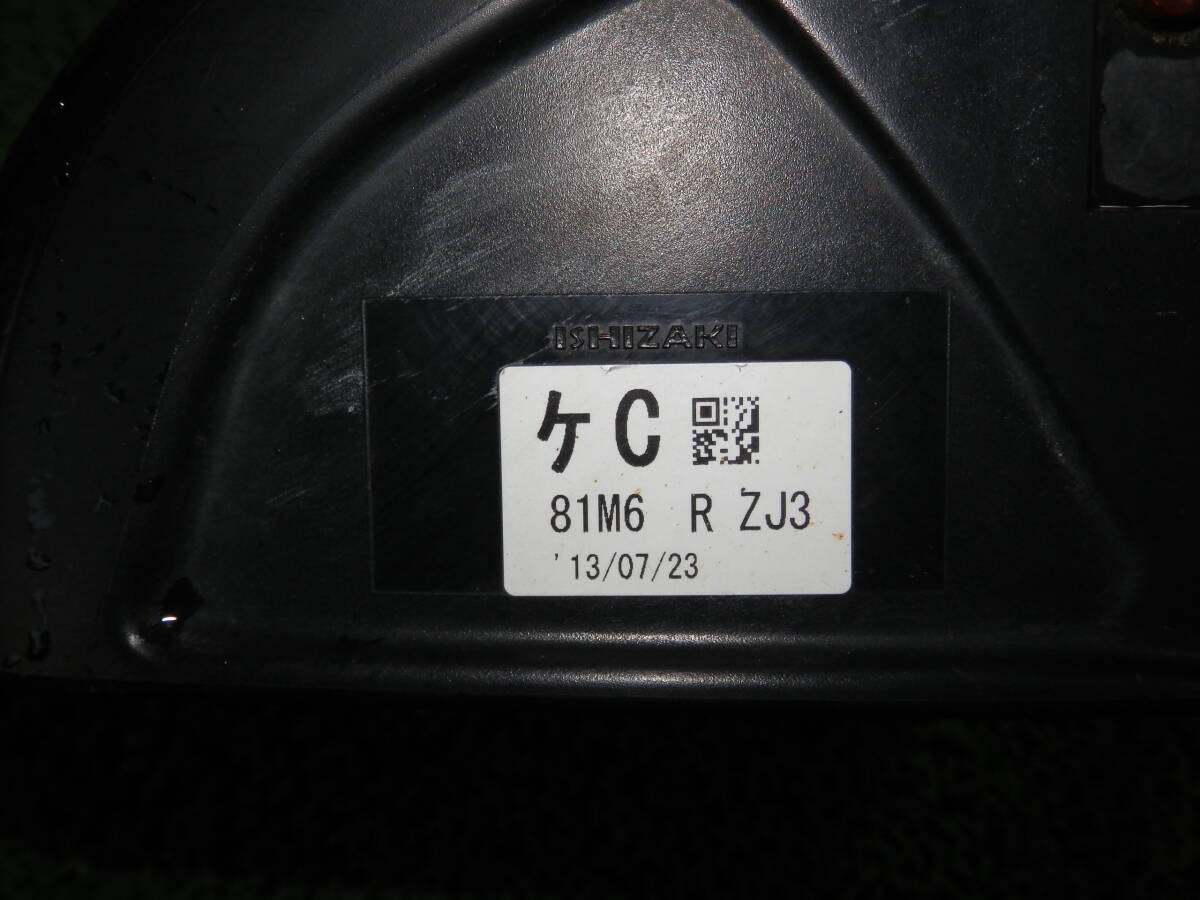 ISHIZAKI
ケC
81M6 R ZJ3
'13/07/23